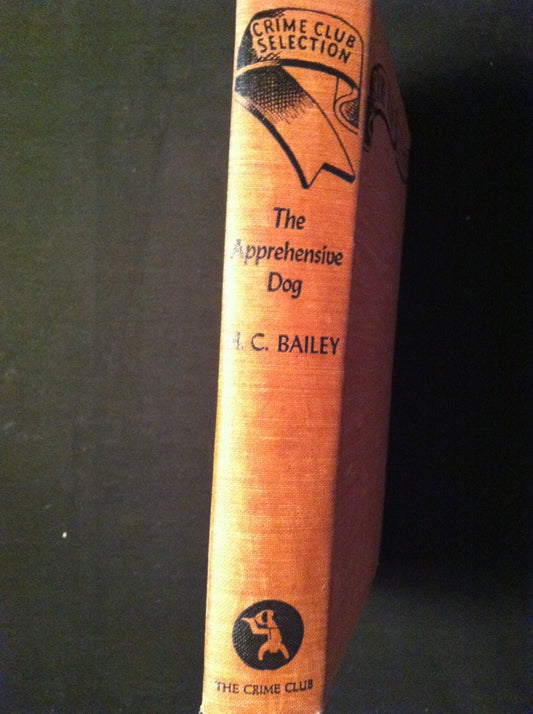 CRIME CLUB
SELECTION
The
Apprehensive
Dog
H. C. BAILEY
THE CRIME CLUB